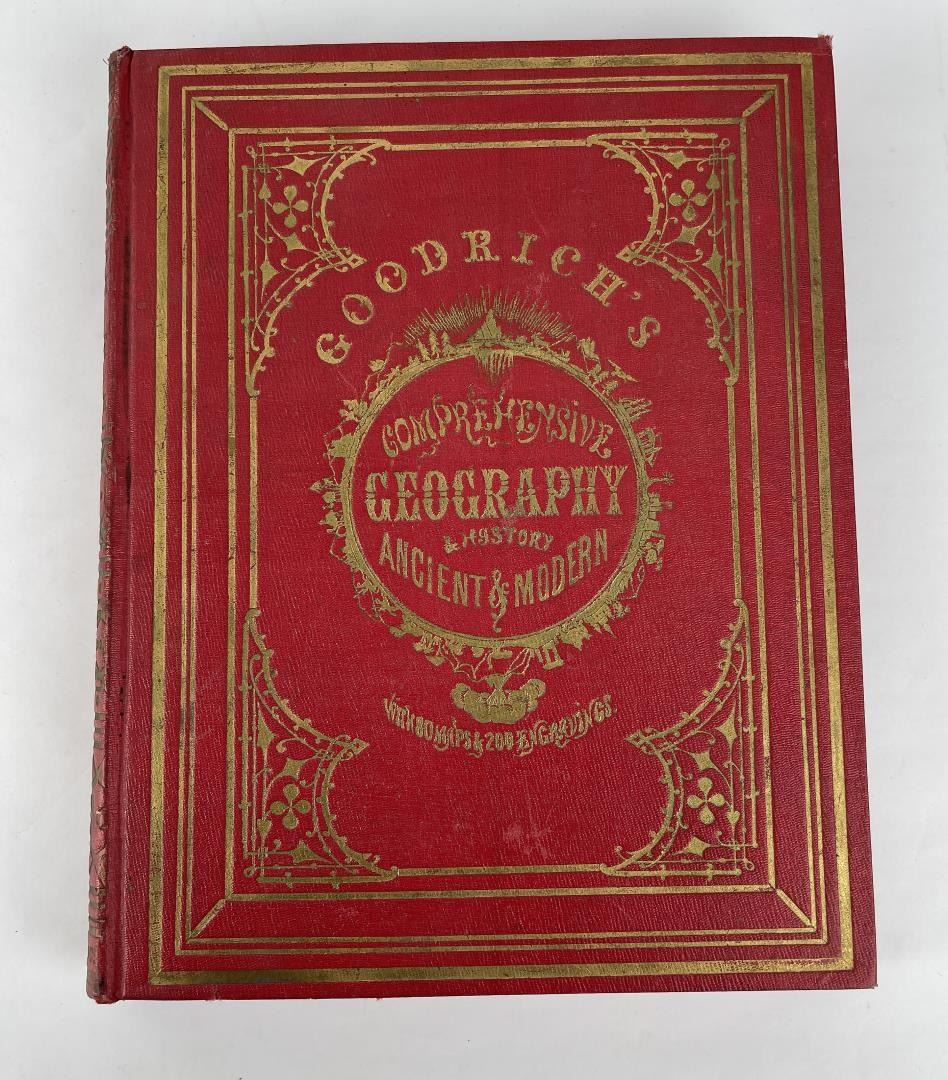 GOODRICH'S
COMPREHENSIVE
GEOGRAPHY
& HISTORY
ANCIENT & MODERN
WITH 80 MAPS & 200 ENGRAVINGS.